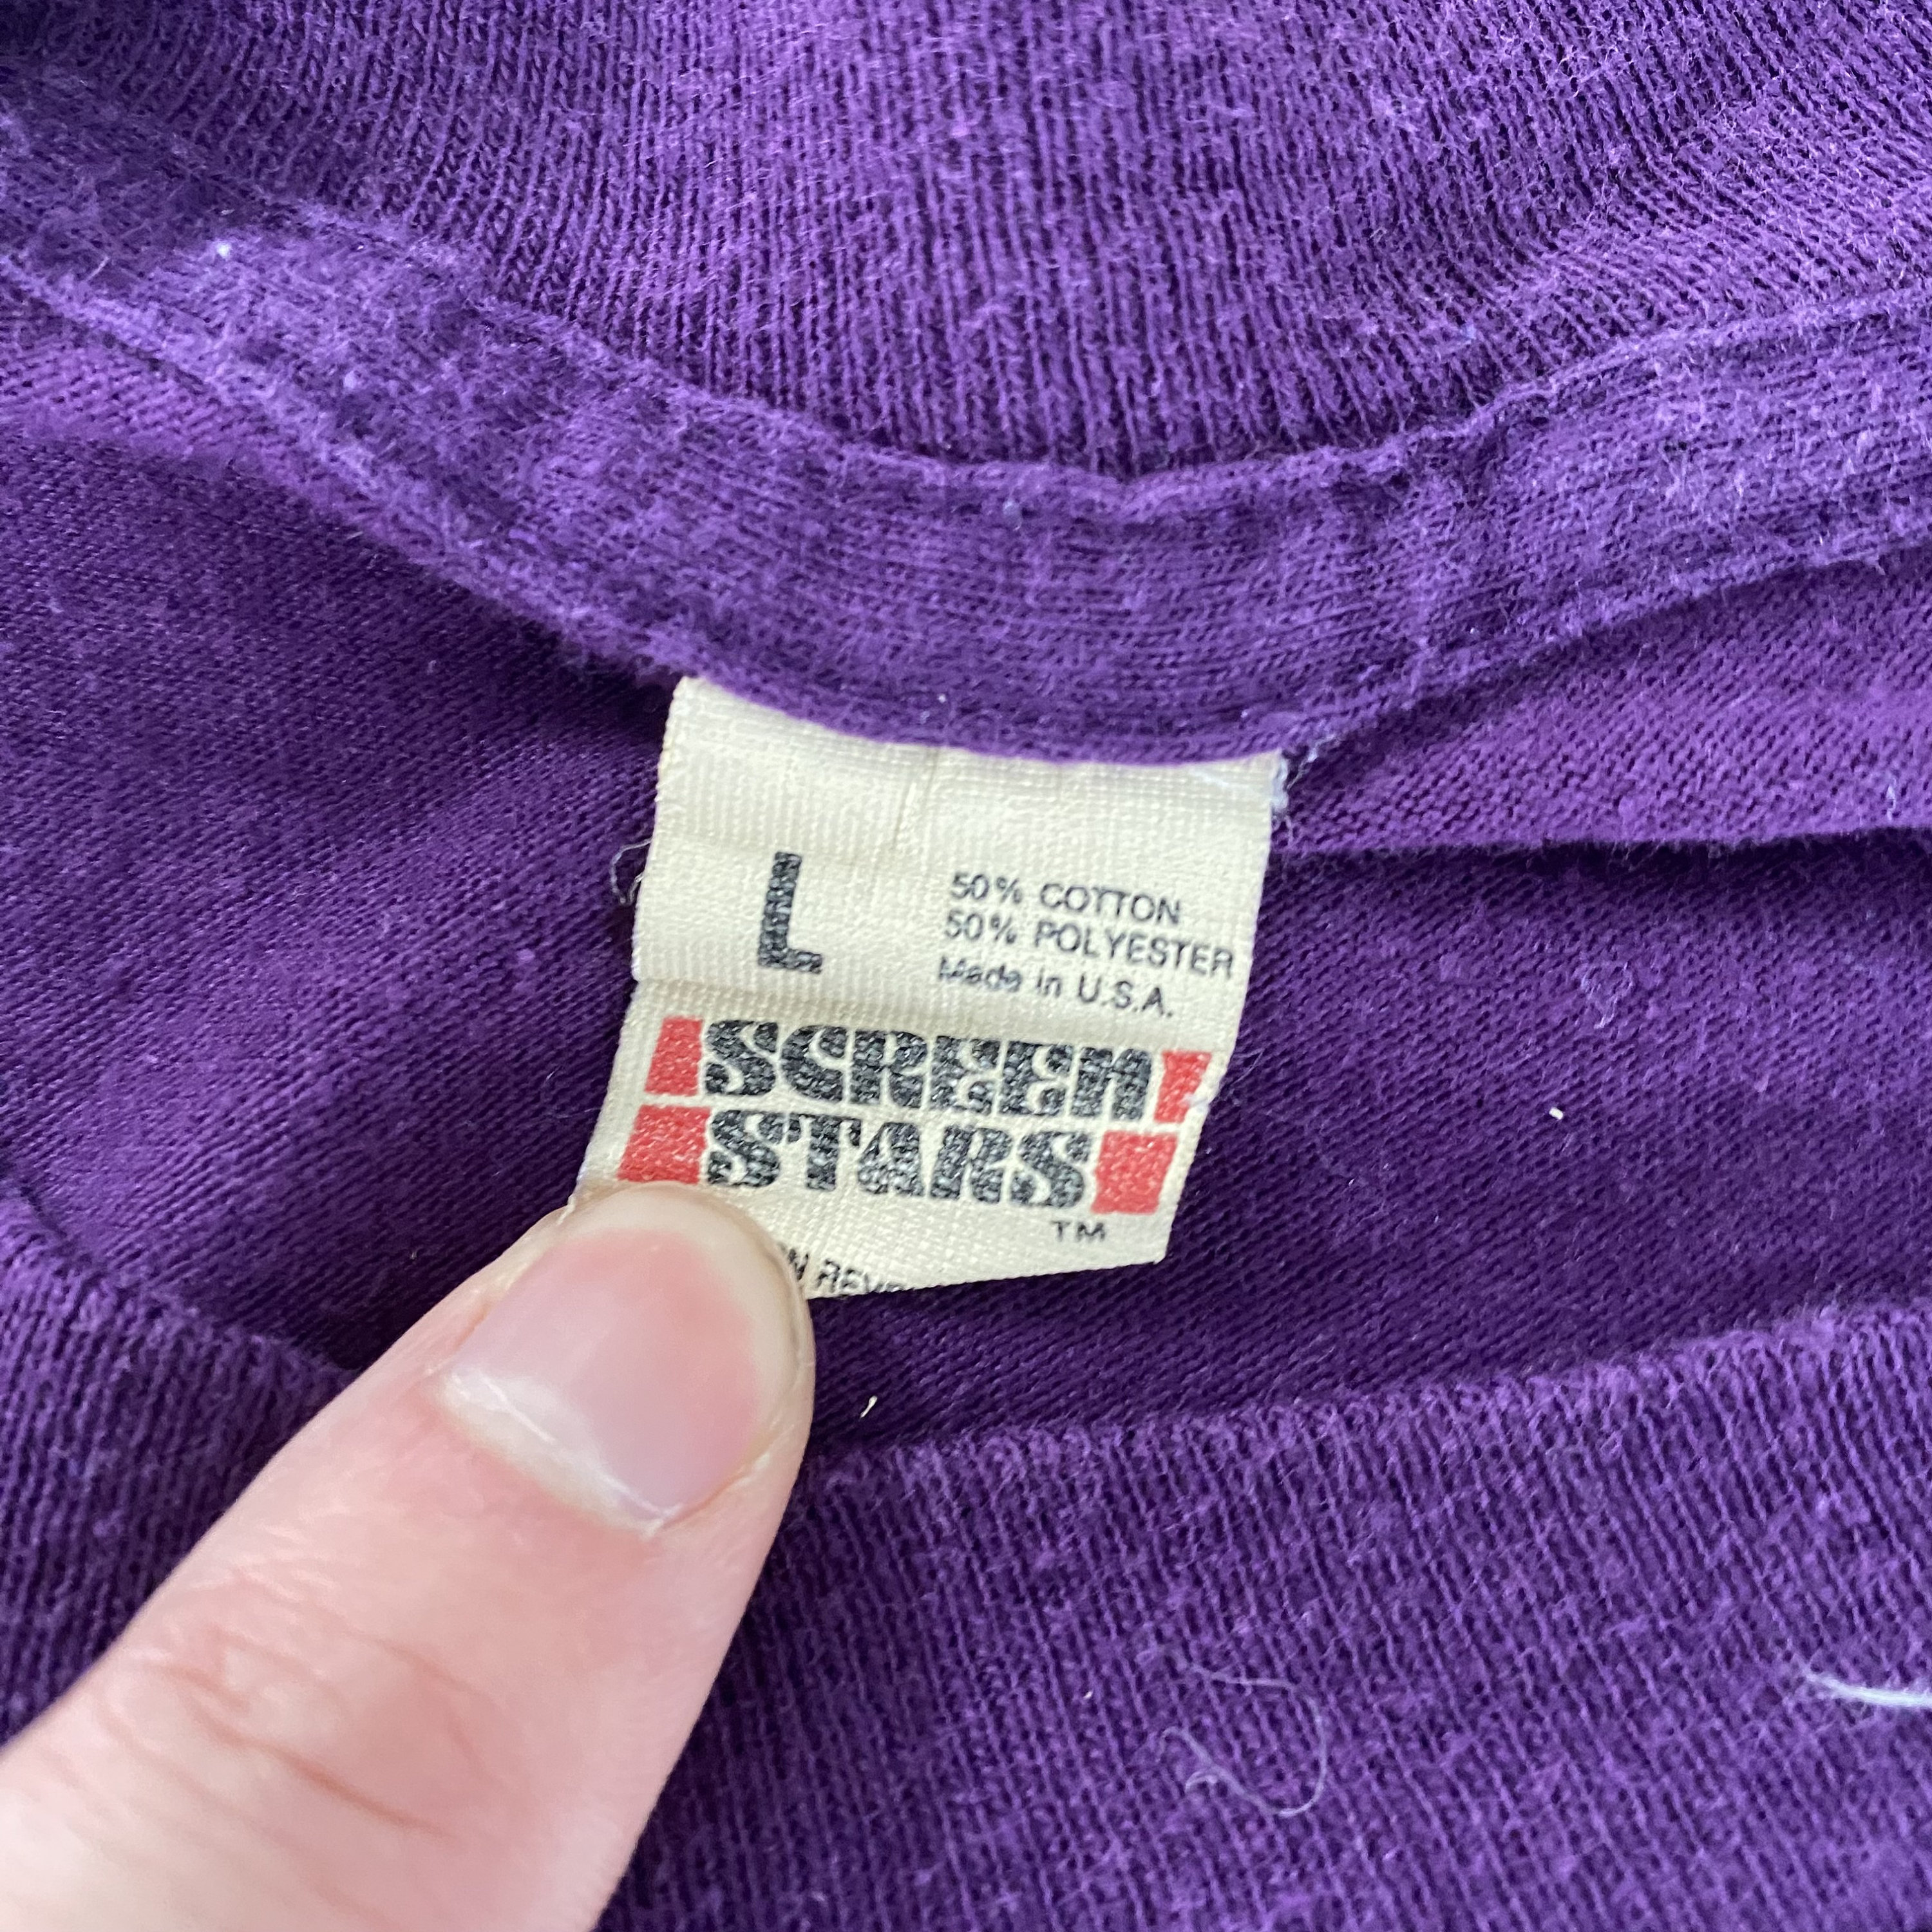 L
50% COTTON
50% POLYESTER
Made in U.S.A.
SCREEN
STARS
TM